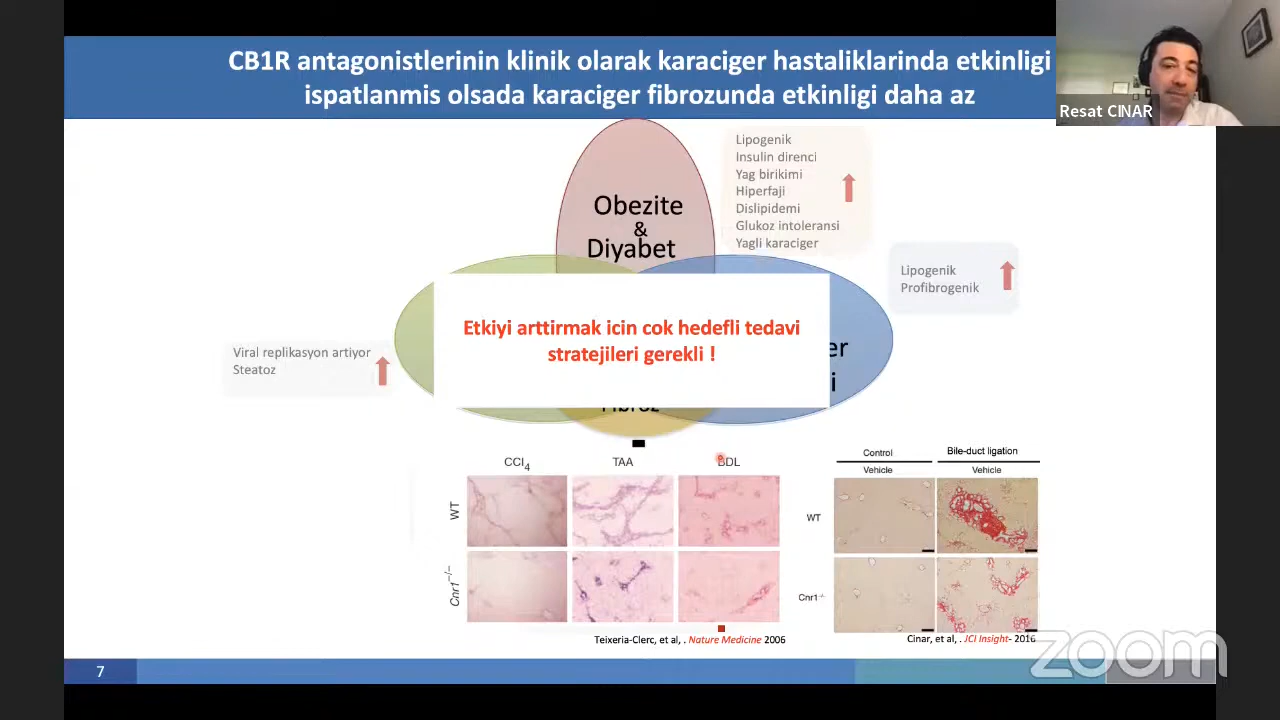 CB1R antagonistlerinin klinik olarak karaciger hastaliklarinda etkinligi
ispatlanmis olsada karaciger fibrozunda etkinligi daha az
Resat CINAR
Lipogenik
Insulin direnci
Yag birikimi
Hiperfaji
Dislipidemi
Glukoz intoleransi
Yagli karaciger
Obezite
&
Diyabet
Lipogenik
Profibrogenik
Etkiyi arttirmak icin cok hedefli tedavi
stratejileri gerekli !
Viral replikasyon artiyor
Steatoz
er
i
Fibroz
CCl4
TAA
BDL
WT
Cnr1-/-
Teixeria-Clerc, et al, . Nature Medicine 2006
Control
Bile-duct ligation
Vehicle
Vehicle
WT
Cnr1-/-
Cinar, et al, . JCI Insight- 2016
zoom
7